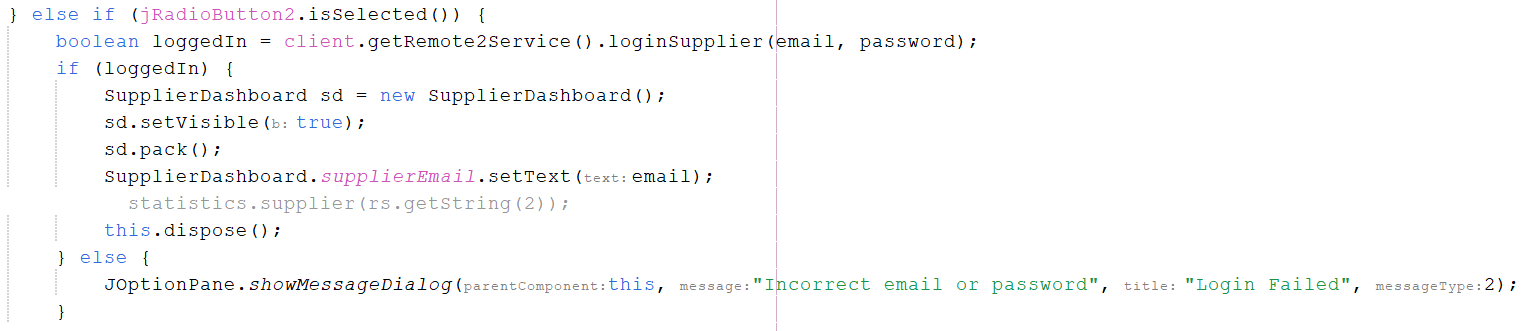 } else if (jRadioButton2.isSelected()) {
boolean loggedIn = client.getRemote2Service().loginSupplier(email, password);
if (loggedIn) {
SupplierDashboard sd = new SupplierDashboard();
sd.setVisible(b: true);
sd.pack();
SupplierDashboard.supplierEmail.setText(text: email);
statistics.supplier(rs.getString(2));
this.dispose();
} else {
JOptionPane.showMessageDialog(parentComponent:this, message:"Incorrect email or password", title: "Login Failed", messageType:2);
}